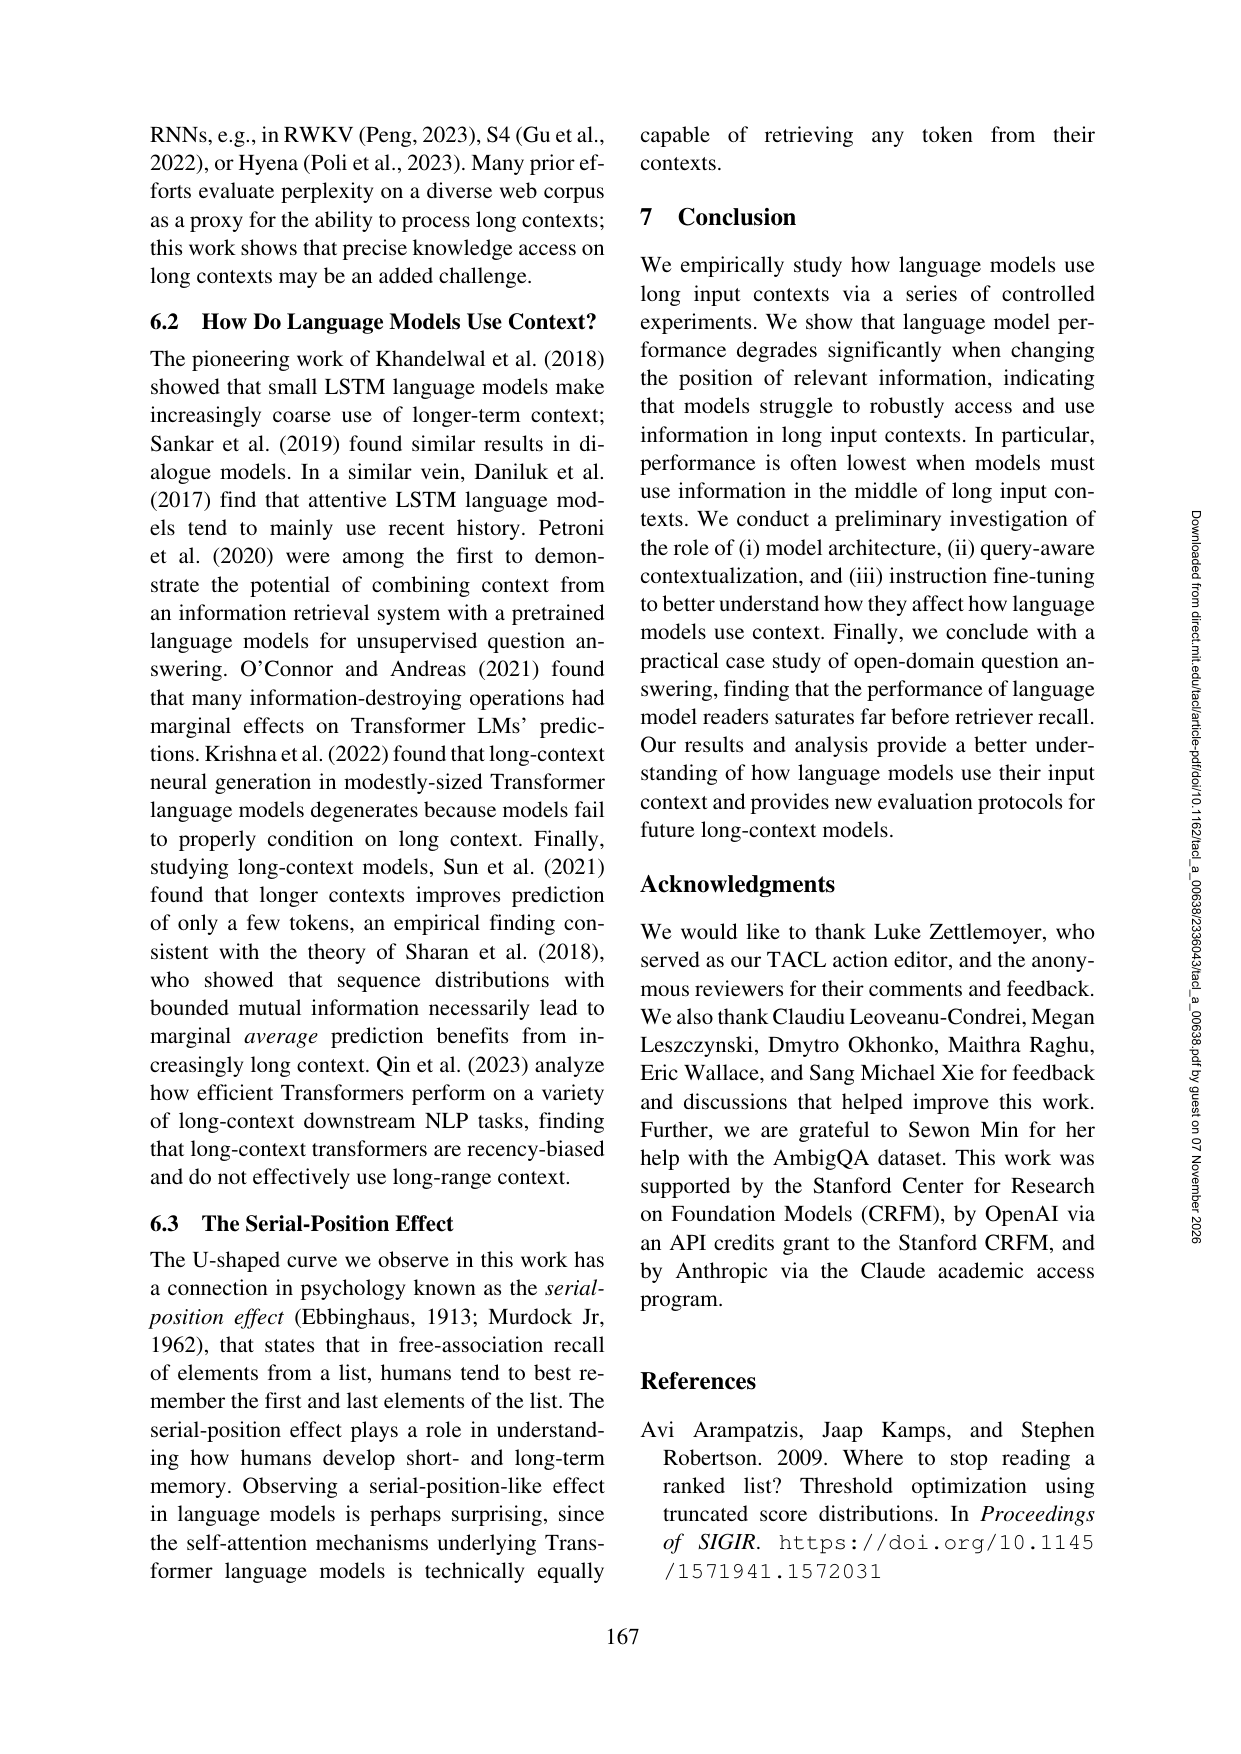 RNNs, e.g., in RWKV (Peng, 2023), S4 (Gu et al.,
2022), or Hyena (Poli et al., 2023). Many prior ef-
forts evaluate perplexity on a diverse web corpus
as a proxy for the ability to process long contexts;
this work shows that precise knowledge access on
long contexts may be an added challenge.
6.2 How Do Language Models Use Context?
The pioneering work of Khandelwal et al. (2018)
showed that small LSTM language models make
increasingly coarse use of longer-term context;
Sankar et al. (2019) found similar results in di-
alogue models. In a similar vein, Daniluk et al.
(2017) find that attentive LSTM language mod-
els tend to mainly use recent history. Petroni
et al. (2020) were among the first to demon-
strate the potential of combining context from
an information retrieval system with a pretrained
language models for unsupervised question an-
swering. O’Connor and Andreas (2021) found
that many information-destroying operations had
marginal effects on Transformer LMs’ predic-
tions. Krishna et al. (2022) found that long-context
neural generation in modestly-sized Transformer
language models degenerates because models fail
to properly condition on long context. Finally,
studying long-context models, Sun et al. (2021)
found that longer contexts improves prediction
of only a few tokens, an empirical finding con-
sistent with the theory of Sharan et al. (2018),
who showed that sequence distributions with
bounded mutual information necessarily lead to
marginal average prediction benefits from in-
creasingly long context. Qin et al. (2023) analyze
how efficient Transformers perform on a variety
of long-context downstream NLP tasks, finding
that long-context transformers are recency-biased
and do not effectively use long-range context.
6.3 The Serial-Position Effect
The U-shaped curve we observe in this work has
a connection in psychology known as the serial-
position effect (Ebbinghaus, 1913; Murdock Jr,
1962), that states that in free-association recall
of elements from a list, humans tend to best re-
member the first and last elements of the list. The
serial-position effect plays a role in understand-
ing how humans develop short- and long-term
memory. Observing a serial-position-like effect
in language models is perhaps surprising, since
the self-attention mechanisms underlying Trans-
former language models is technically equally
capable of retrieving any token from their
contexts.
7 Conclusion
We empirically study how language models use
long input contexts via a series of controlled
experiments. We show that language model per-
formance degrades significantly when changing
the position of relevant information, indicating
that models struggle to robustly access and use
information in long input contexts. In particular,
performance is often lowest when models must
use information in the middle of long input con-
texts. We conduct a preliminary investigation of
the role of (i) model architecture, (ii) query-aware
contextualization, and (iii) instruction fine-tuning
to better understand how they affect how language
models use context. Finally, we conclude with a
practical case study of open-domain question an-
swering, finding that the performance of language
model readers saturates far before retriever recall.
Our results and analysis provide a better under-
standing of how language models use their input
context and provides new evaluation protocols for
future long-context models.
Acknowledgments
We would like to thank Luke Zettlemoyer, who
served as our TACL action editor, and the anony-
mous reviewers for their comments and feedback.
We also thank Claudiu Leoveanu-Condrei, Megan
Leszczynski, Dmytro Okhonko, Maithra Raghu,
Eric Wallace, and Sang Michael Xie for feedback
and discussions that helped improve this work.
Further, we are grateful to Sewon Min for her
help with the AmbigQA dataset. This work was
supported by the Stanford Center for Research
on Foundation Models (CRFM), by OpenAI via
an API credits grant to the Stanford CRFM, and
by Anthropic via the Claude academic access
program.
References
Avi Arampatzis, Jaap Kamps, and Stephen
Robertson. 2009. Where to stop reading a
ranked list? Threshold optimization using
truncated score distributions. In Proceedings
of SIGIR. https://doi.org/10.1145
/1571941.1572031
167
Downloaded from direct.mit.edu/tacl/article-pdf/doi/10.1162/tacl_a_00638/2336043/tacl_a_00638.pdf by guest on 07 November 2026